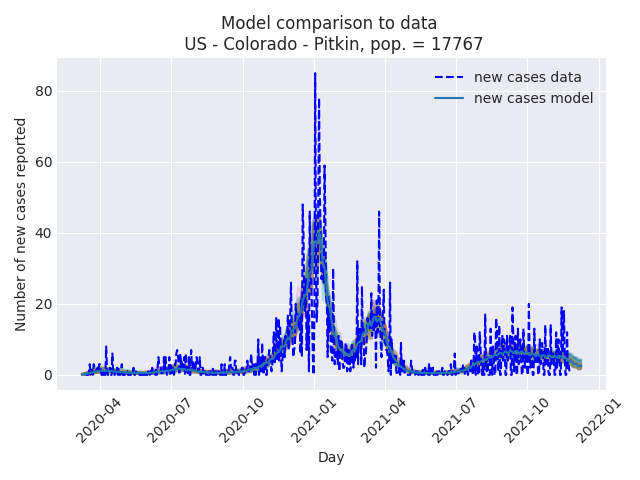 Model comparison to data
US - Colorado - Pitkin, pop. = 17767
new cases data
new cases model
Number of new cases reported
80
60
40
20
0
2020-04
2020-07
2020-10
2021-01
2021-04
2021-07
2021-10
2022-01
Day